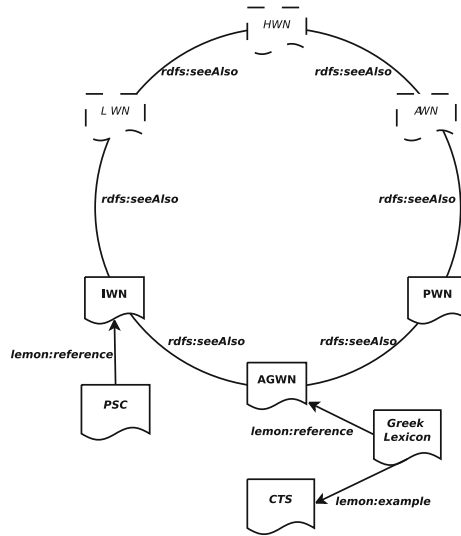 HWN
rdfs:seeAlso rdfs:seeAlso
L WN AWN
rdfs:seeAlso rdfs:seeAlso
IWN PWN
rdfs:seeAlso rdfs:seeAlso
lemon:reference
AGWN
PSC
lemon:reference
Greek
Lexicon
CTS
lemon:example